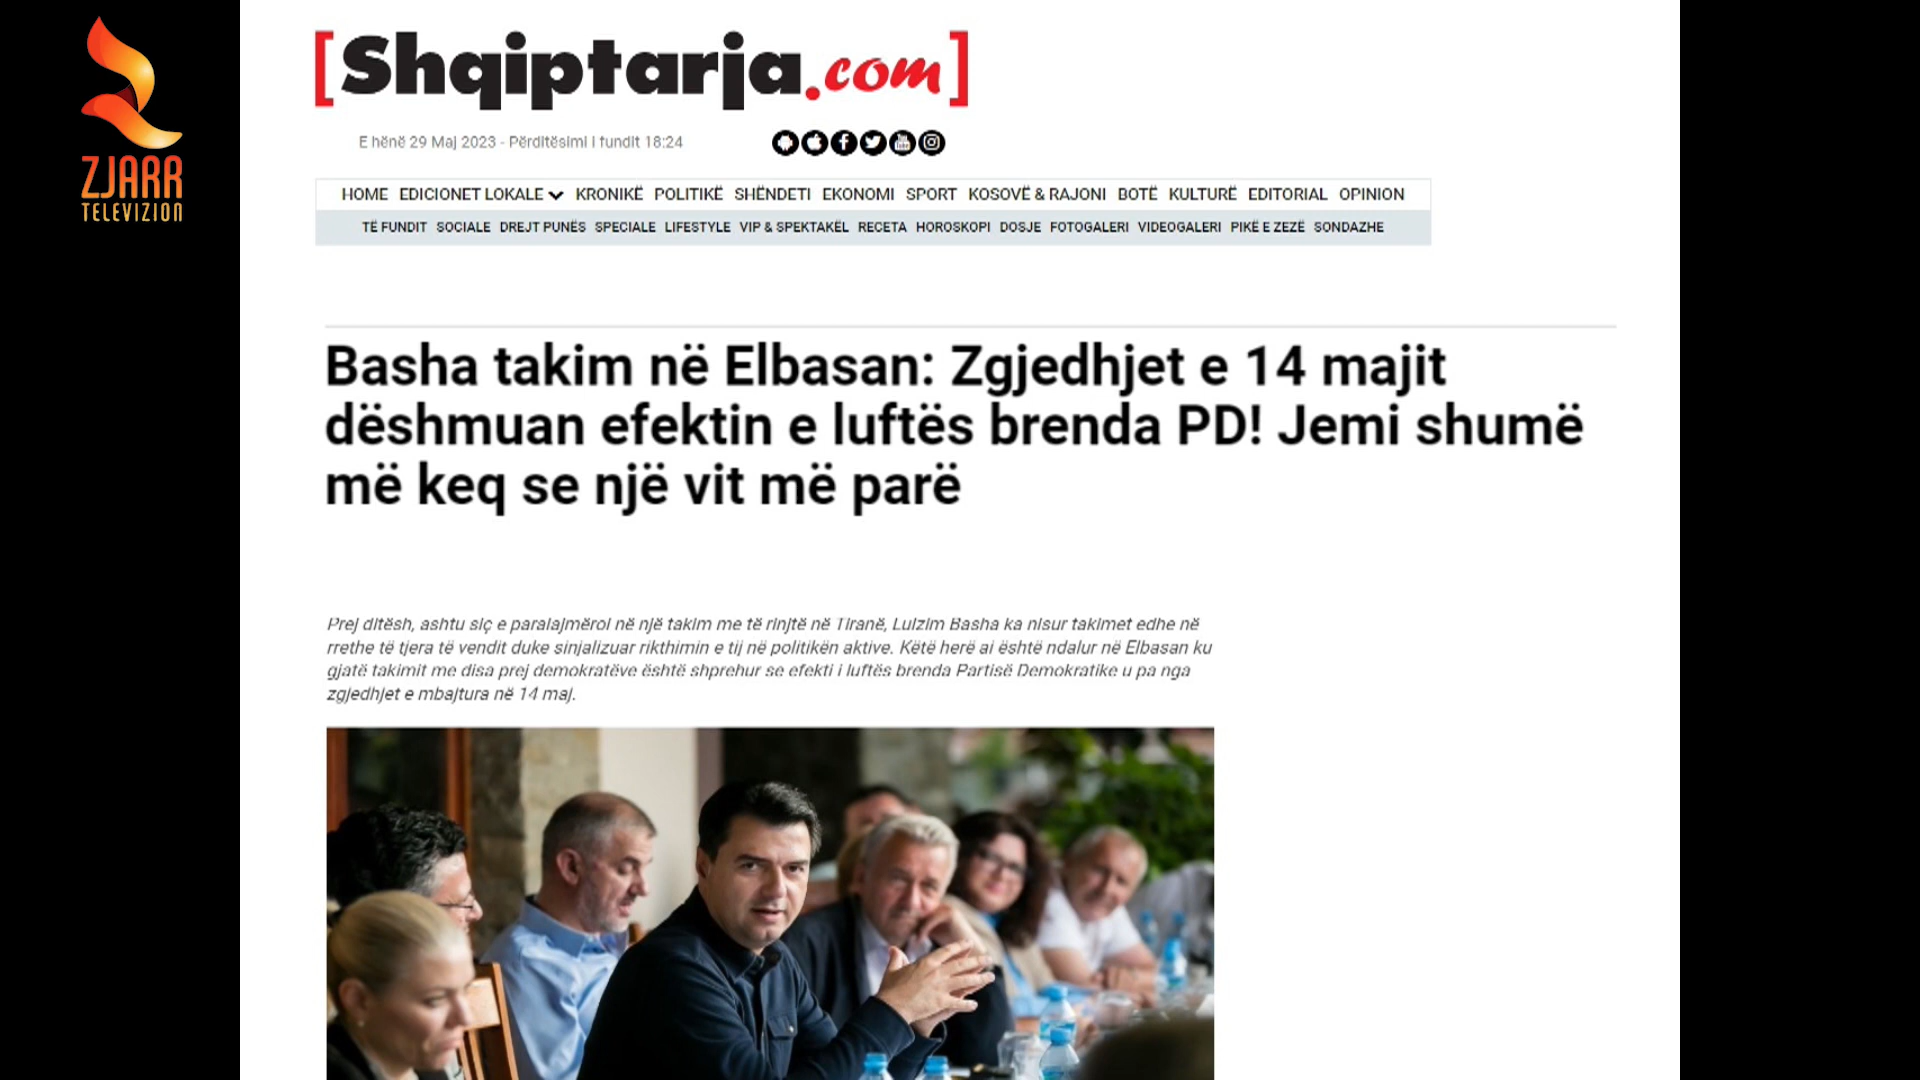 ZJARR
TELEVIZION
[Shqiptarja.com]
E hënë 29 Maj 2023 - Përditësimi i fundit 18:24
HOME EDICIONET LOKALE KRONIKË POLITIKË SHËNDETI EKONOMI SPORT KOSOVË & RAJONI BOTË KULTURË EDITORIAL OPINION
TË FUNDIT SOCIALE DREJT PUNËS SPECIALE LIFESTYLE VIP & SPEKTAKËL RECETA HOROSKOPI DOSJE FOTOGALERI VIDEOGALERI PIKË E ZEZË SONDAZHE
Basha takim në Elbasan: Zgjedhjet e 14 majit
dëshmuan efektin e luftës brenda PD! Jemi shumë
më keq se një vit më parë
Prej ditësh, ashtu siç e paralajmëroi në një takim me të rinjtë në Tiranë, Lulzim Basha ka nisur takimet edhe në
rrethe të tjera të vendit duke sinjalizuar rikthimin e tij në politikën aktive. Këtë herë ai është ndalur në Elbasan ku
gjatë takimit me disa prej demokratëve është shprehur se efekti i luftës brenda Partisë Demokratike u pa nga
zgjedhjet e mbajtura në 14 maj.